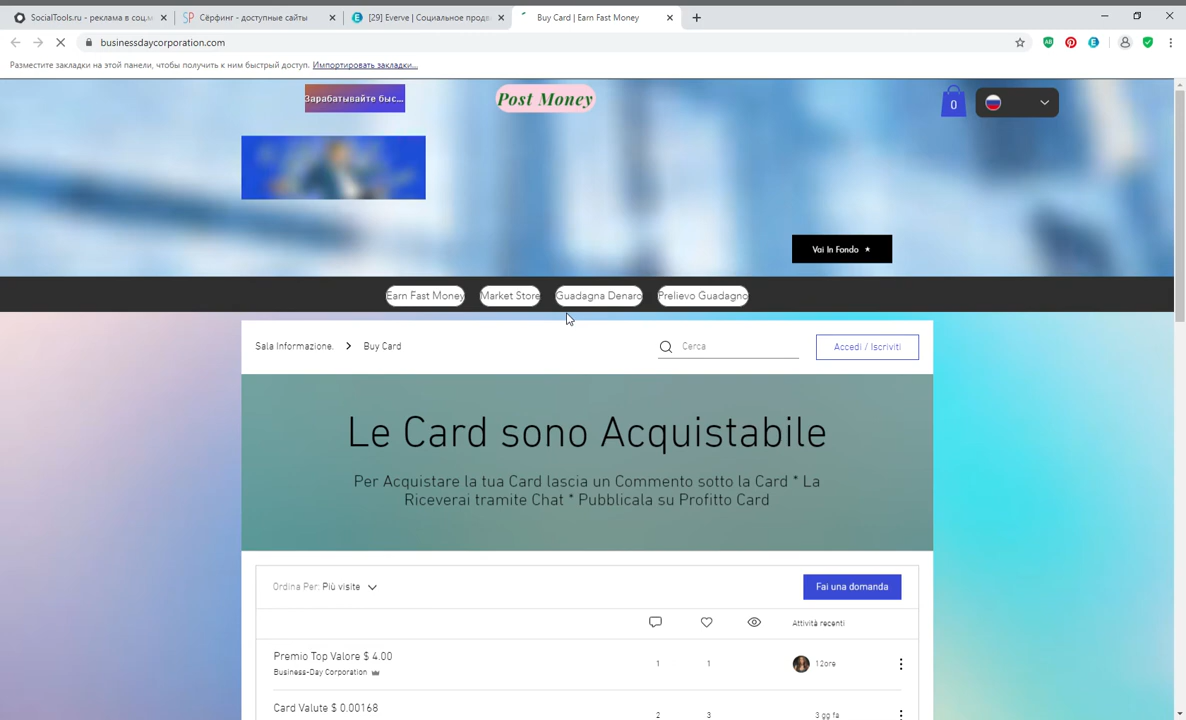 SocialTools.ru - реклама в соц.м
Сёрфинг - доступные сайты
[29] Everve | Социальное продв
Buy Card | Earn Fast Money
businessdaycorporation.com
Разместите закладки на этой панели, чтобы получить к ним быстрый доступ. Импортировать закладки...
Зарабатывайте быс...
Post Money
0
Vai In Fondo ★
Earn Fast Money
Market Store
Guadagna Denaro
Prelievo Guadagno
Sala Informazione.
Buy Card
Cerca
Accedi / Iscriviti
Le Card sono Acquistabile
Per Acquistare la tua Card lascia un Commento sotto la Card * La
Riceverai tramite Chat * Pubblicala su Profitto Card
Ordina Per: Più visite
Fai una domanda
Attività recenti
Premio Top Valore $ 4.00
Business-Day Corporation
1
1
12ore
Card Valute $ 0.00168
2
3
3 gg fa